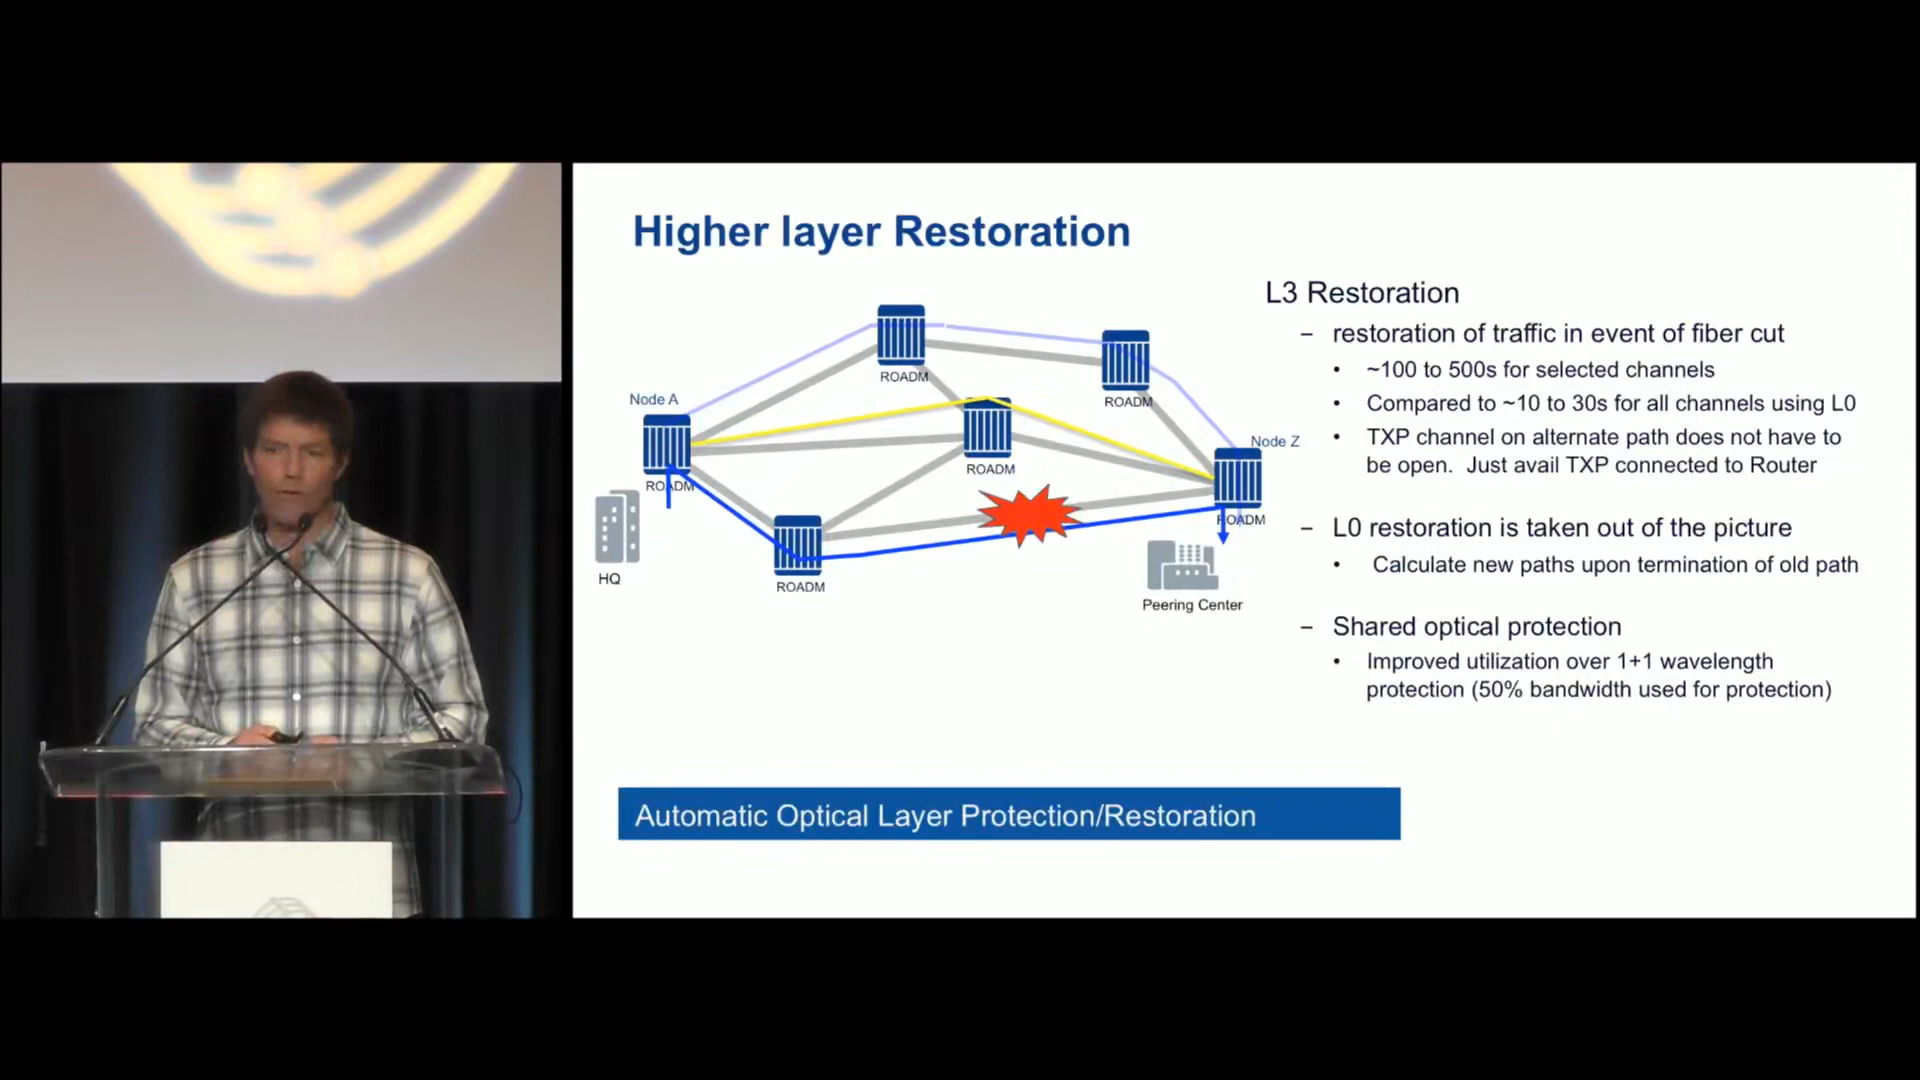 Higher layer Restoration
L3 Restoration
– restoration of traffic in event of fiber cut
• ~100 to 500s for selected channels
• Compared to ~10 to 30s for all channels using L0
• TXP channel on alternate path does not have to
be open. Just avail TXP connected to Router
– L0 restoration is taken out of the picture
• Calculate new paths upon termination of old path
– Shared optical protection
• Improved utilization over 1+1 wavelength
protection (50% bandwidth used for protection)
ROADM
ROADM
Node A
ROADM
ROADM
Node Z
ROADM
HQ
ROADM
Peering Center
Automatic Optical Layer Protection/Restoration